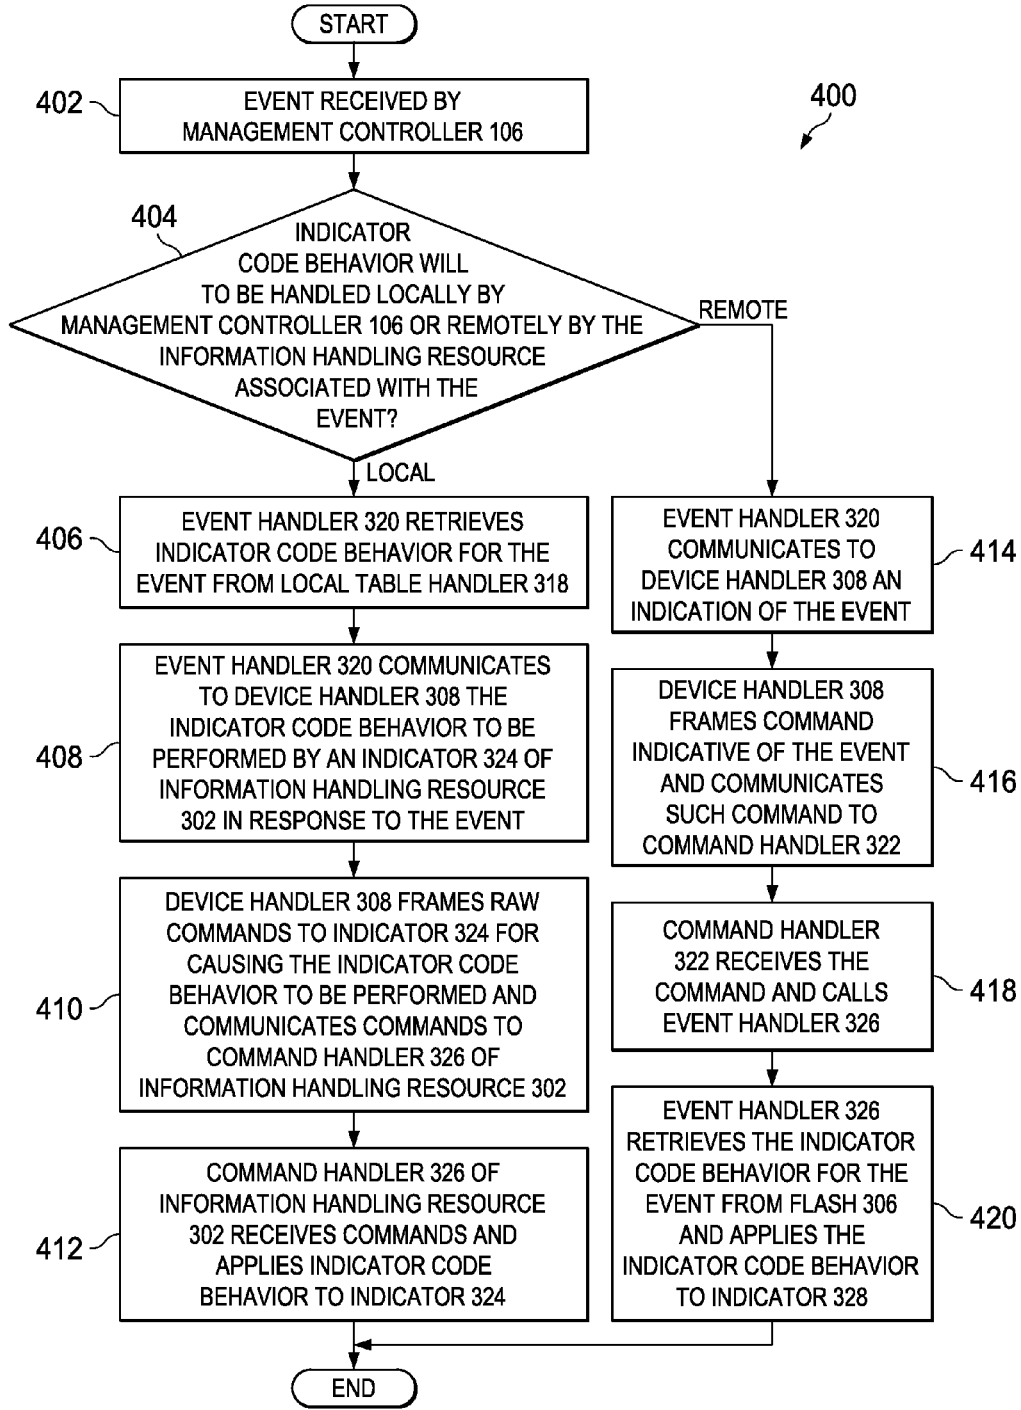 START
402
EVENT RECEIVED BY
MANAGEMENT CONTROLLER 106
400
404
INDICATOR
CODE BEHAVIOR WILL
TO BE HANDLED LOCALLY BY
MANAGEMENT CONTROLLER 106 OR REMOTELY BY THE
INFORMATION HANDLING RESOURCE
ASSOCIATED WITH THE
EVENT?
REMOTE
LOCAL
406
EVENT HANDLER 320 RETRIEVES
INDICATOR CODE BEHAVIOR FOR THE
EVENT FROM LOCAL TABLE HANDLER 318
408
EVENT HANDLER 320 COMMUNICATES
TO DEVICE HANDLER 308 THE
INDICATOR CODE BEHAVIOR TO BE
PERFORMED BY AN INDICATOR 324 OF
INFORMATION HANDLING RESOURCE
302 IN RESPONSE TO THE EVENT
410
DEVICE HANDLER 308 FRAMES RAW
COMMANDS TO INDICATOR 324 FOR
CAUSING THE INDICATOR CODE
BEHAVIOR TO BE PERFORMED AND
COMMUNICATES COMMANDS TO
COMMAND HANDLER 326 OF
INFORMATION HANDLING RESOURCE 302
412
COMMAND HANDLER 326 OF
INFORMATION HANDLING RESOURCE
302 RECEIVES COMMANDS AND
APPLIES INDICATOR CODE
BEHAVIOR TO INDICATOR 324
EVENT HANDLER 320
COMMUNICATES TO
DEVICE HANDLER 308 AN
INDICATION OF THE EVENT
414
DEVICE HANDLER 308
FRAMES COMMAND
INDICATIVE OF THE EVENT
AND COMMUNICATES
SUCH COMMAND TO
COMMAND HANDLER 322
416
COMMAND HANDLER
322 RECEIVES THE
COMMAND AND CALLS
EVENT HANDLER 326
418
EVENT HANDLER 326
RETRIEVES THE INDICATOR
CODE BEHAVIOR FOR THE
EVENT FROM FLASH 306
AND APPLIES THE
INDICATOR CODE BEHAVIOR
TO INDICATOR 328
420
END